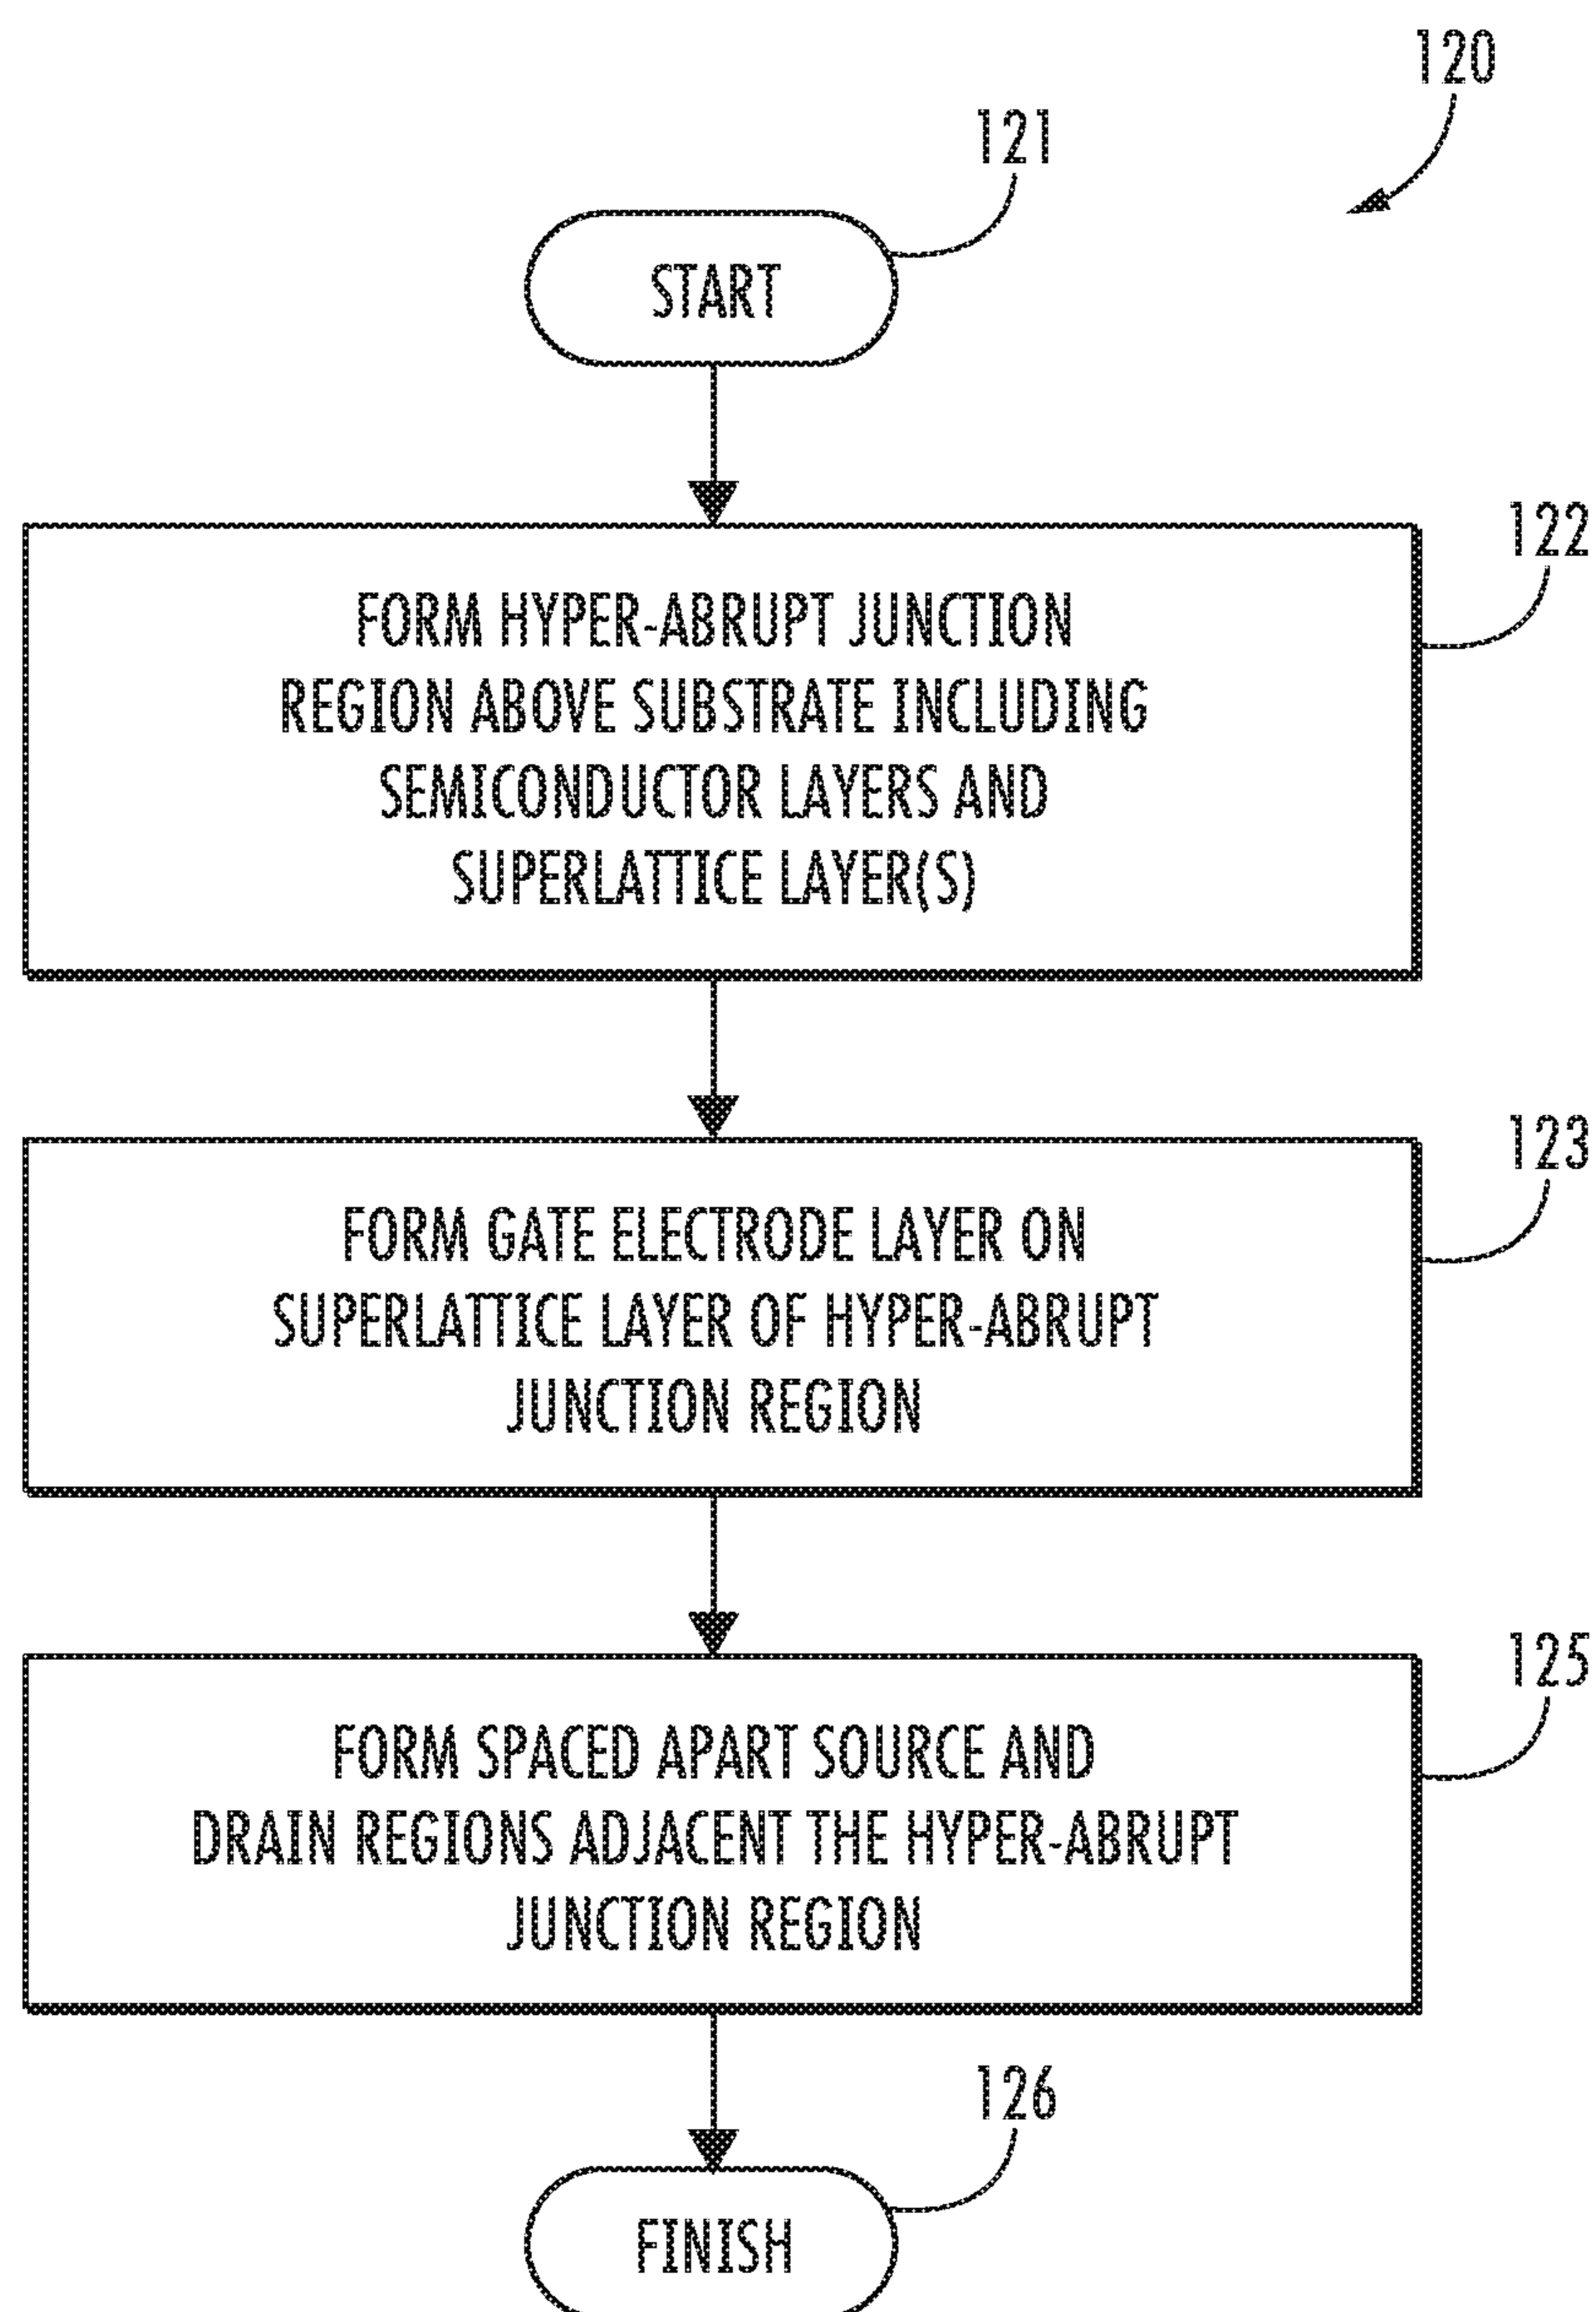 120
121
START
122
FORM HYPER-ABRUPT JUNCTION
REGION ABOVE SUBSTRATE INCLUDING
SEMICONDUCTOR LAYERS AND
SUPERLATTICE LAYER(S)
123
FORM GATE ELECTRODE LAYER ON
SUPERLATTICE LAYER OF HYPER-ABRUPT
JUNCTION REGION
125
FORM SPACED APART SOURCE AND
DRAIN REGIONS ADJACENT THE HYPER-ABRUPT
JUNCTION REGION
126
FINISH